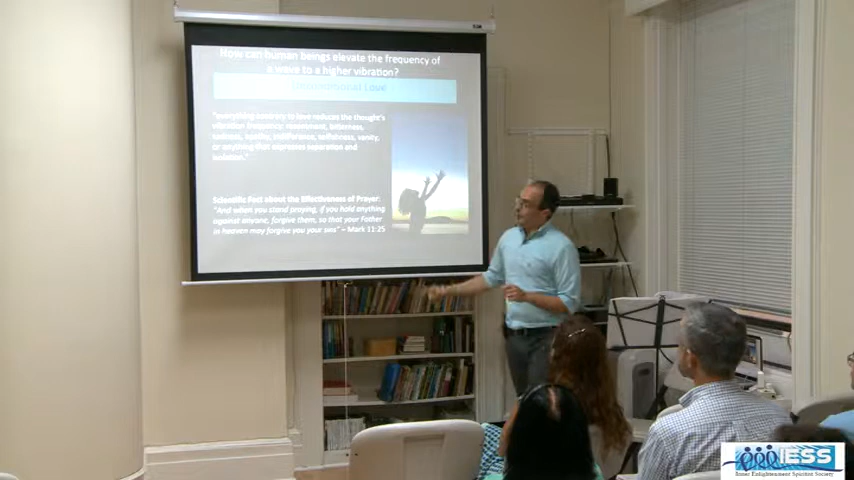 How can human beings elevate the frequency of
a wave to a higher vibration?
Unconditional Love
"everything contrary to love reduces the thought's
vibration frequency, resentment, bitterness,
sadness, apathy, indifference, selfishness, vanity,
or anything that expresses separation and
isolation."
Scientific Fact about the Effectiveness of Prayer:
"And when you stand praying, if you hold anything
against anyone, forgive them, so that your Father
in heaven may forgive you your sins" – Mark 11:25
IESS
Inner Enlightenment Spiritist Society